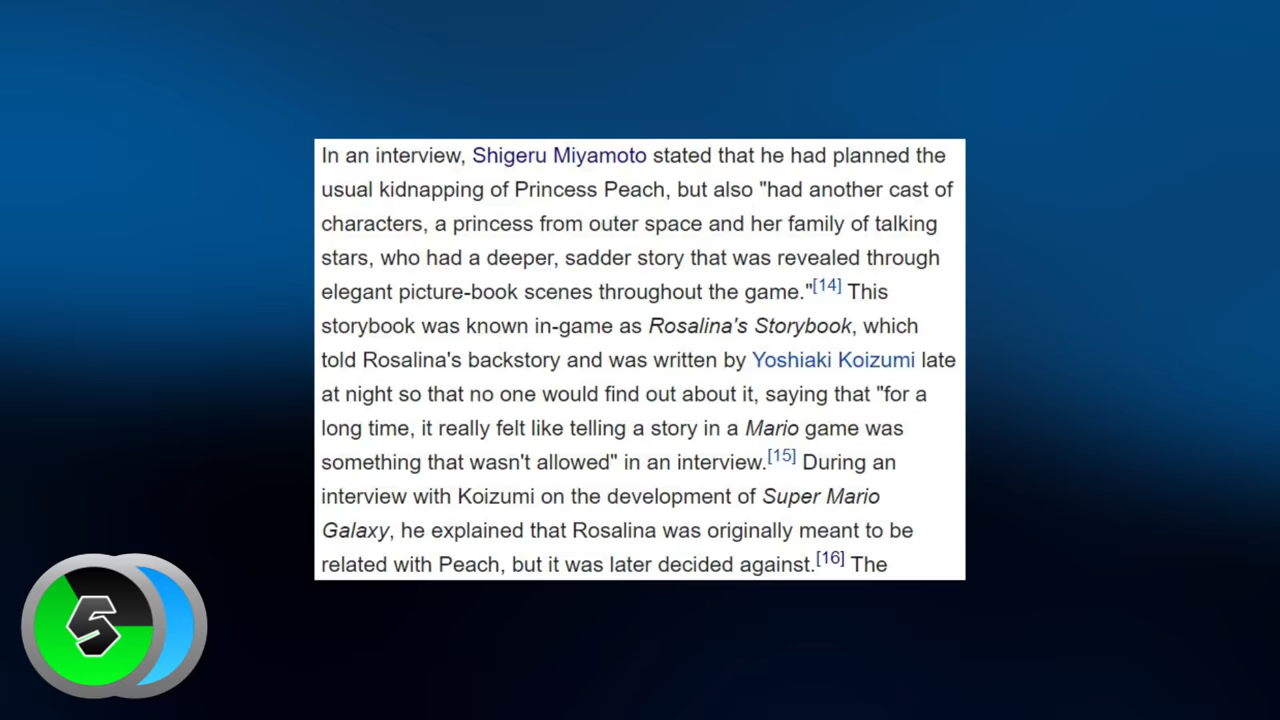 In an interview, Shigeru Miyamoto stated that he had planned the
usual kidnapping of Princess Peach, but also "had another cast of
characters, a princess from outer space and her family of talking
stars, who had a deeper, sadder story that was revealed through
elegant picture-book scenes throughout the game."[14] This
storybook was known in-game as Rosalina's Storybook, which
told Rosalina's backstory and was written by Yoshiaki Koizumi late
at night so that no one would find out about it, saying that "for a
long time, it really felt like telling a story in a Mario game was
something that wasn't allowed" in an interview.[15] During an
interview with Koizumi on the development of Super Mario
Galaxy, he explained that Rosalina was originally meant to be
related with Peach, but it was later decided against.[16] The
5